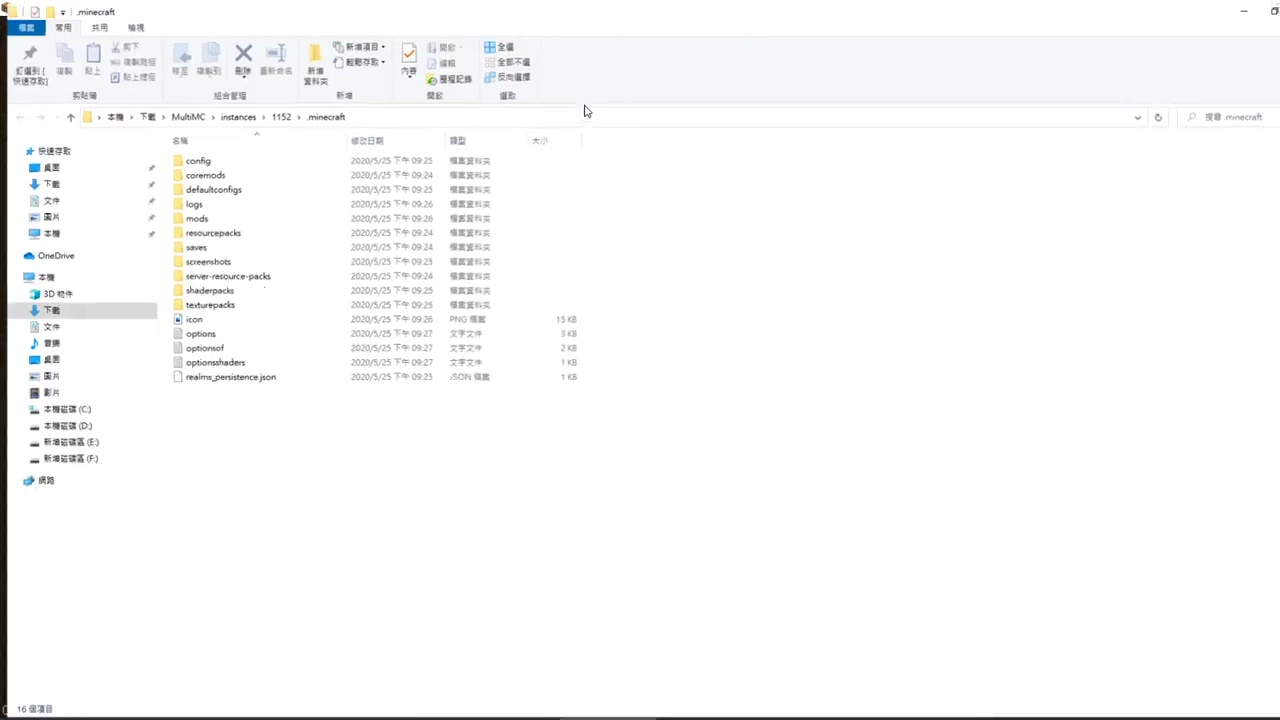 .minecraft
檔案 常用 共用 檢視
釘選到 [快速存取]
複製
貼上
剪下
複製路徑
貼上捷徑
移至
複製到
刪除
重新命名
新增資料夾
新增項目
輕鬆存取
內容
開啟
編輯
歷程記錄
全選
全部不選
反向選擇
剪貼簿 組合管理 新增 開啟 選取
本機 下載 MultiMC instances 1152 .minecraft
搜尋 .minecraft
名稱 修改日期 類型 大小
config 2020/5/25 下午 09:25 檔案資料夾
coremods 2020/5/25 下午 09:24 檔案資料夾
defaultconfigs 2020/5/25 下午 09:25 檔案資料夾
logs 2020/5/25 下午 09:26 檔案資料夾
mods 2020/5/25 下午 09:26 檔案資料夾
resourcepacks 2020/5/25 下午 09:24 檔案資料夾
saves 2020/5/25 下午 09:24 檔案資料夾
screenshots 2020/5/25 下午 09:25 檔案資料夾
server-resource-packs 2020/5/25 下午 09:24 檔案資料夾
shaderpacks 2020/5/25 下午 09:25 檔案資料夾
texturepacks 2020/5/25 下午 09:25 檔案資料夾
icon 2020/5/25 下午 09:26 PNG 檔案 15 KB
options 2020/5/25 下午 09:27 文字文件 3 KB
optionsof 2020/5/25 下午 09:27 文字文件 2 KB
optionsshaders 2020/5/25 下午 09:27 文字文件 1 KB
realms_persistence.json 2020/5/25 下午 09:25 JSON 檔案 1 KB
快速存取
桌面
下載
文件
圖片
本機
OneDrive
本機
3D 物件
下載
文件
音樂
桌面
圖片
影片
本機磁碟 (C:)
本機磁碟 (D:)
新增磁碟區 (E:)
新增磁碟區 (F:)
網路
16 個項目